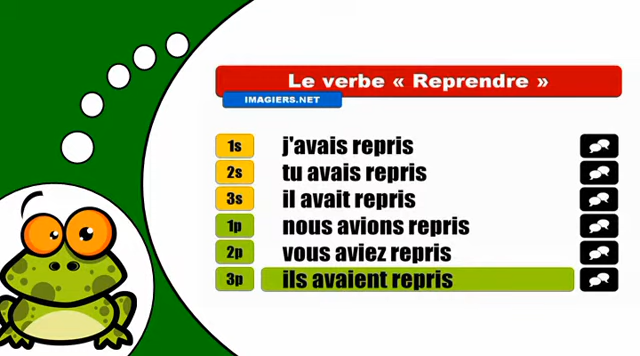 Le verbe « Reprendre »
IMAGIERS.NET
1s j'avais repris
2s tu avais repris
3s il avait repris
1p nous avions repris
2p vous aviez repris
3p ils avaient repris